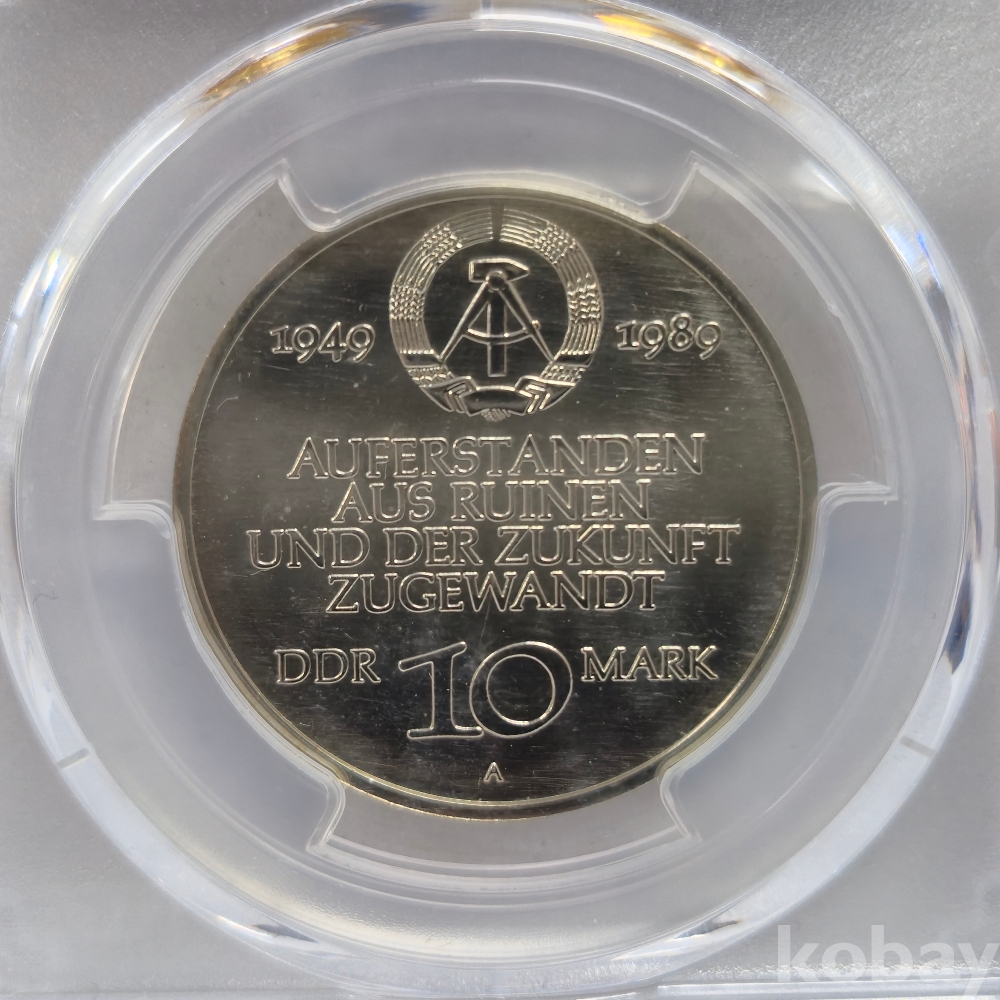 1949 1989
AUFERSTANDEN
AUS RUINEN
UND DER ZUKUNFT
ZUGEWANDT
DDR 10 MARK
A
kobay